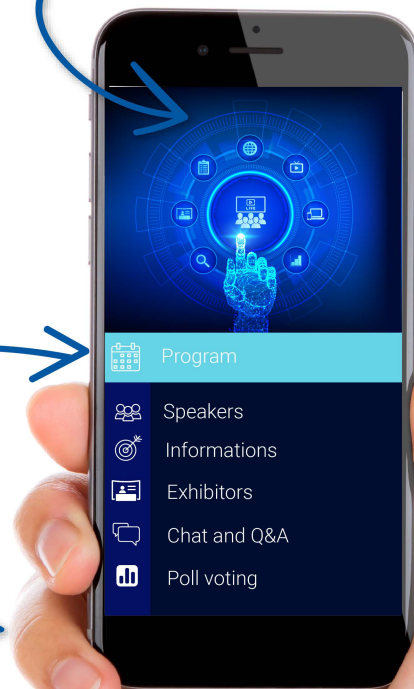 LIVE
Program
Speakers
Informations
Exhibitors
Chat and Q&A
Poll voting